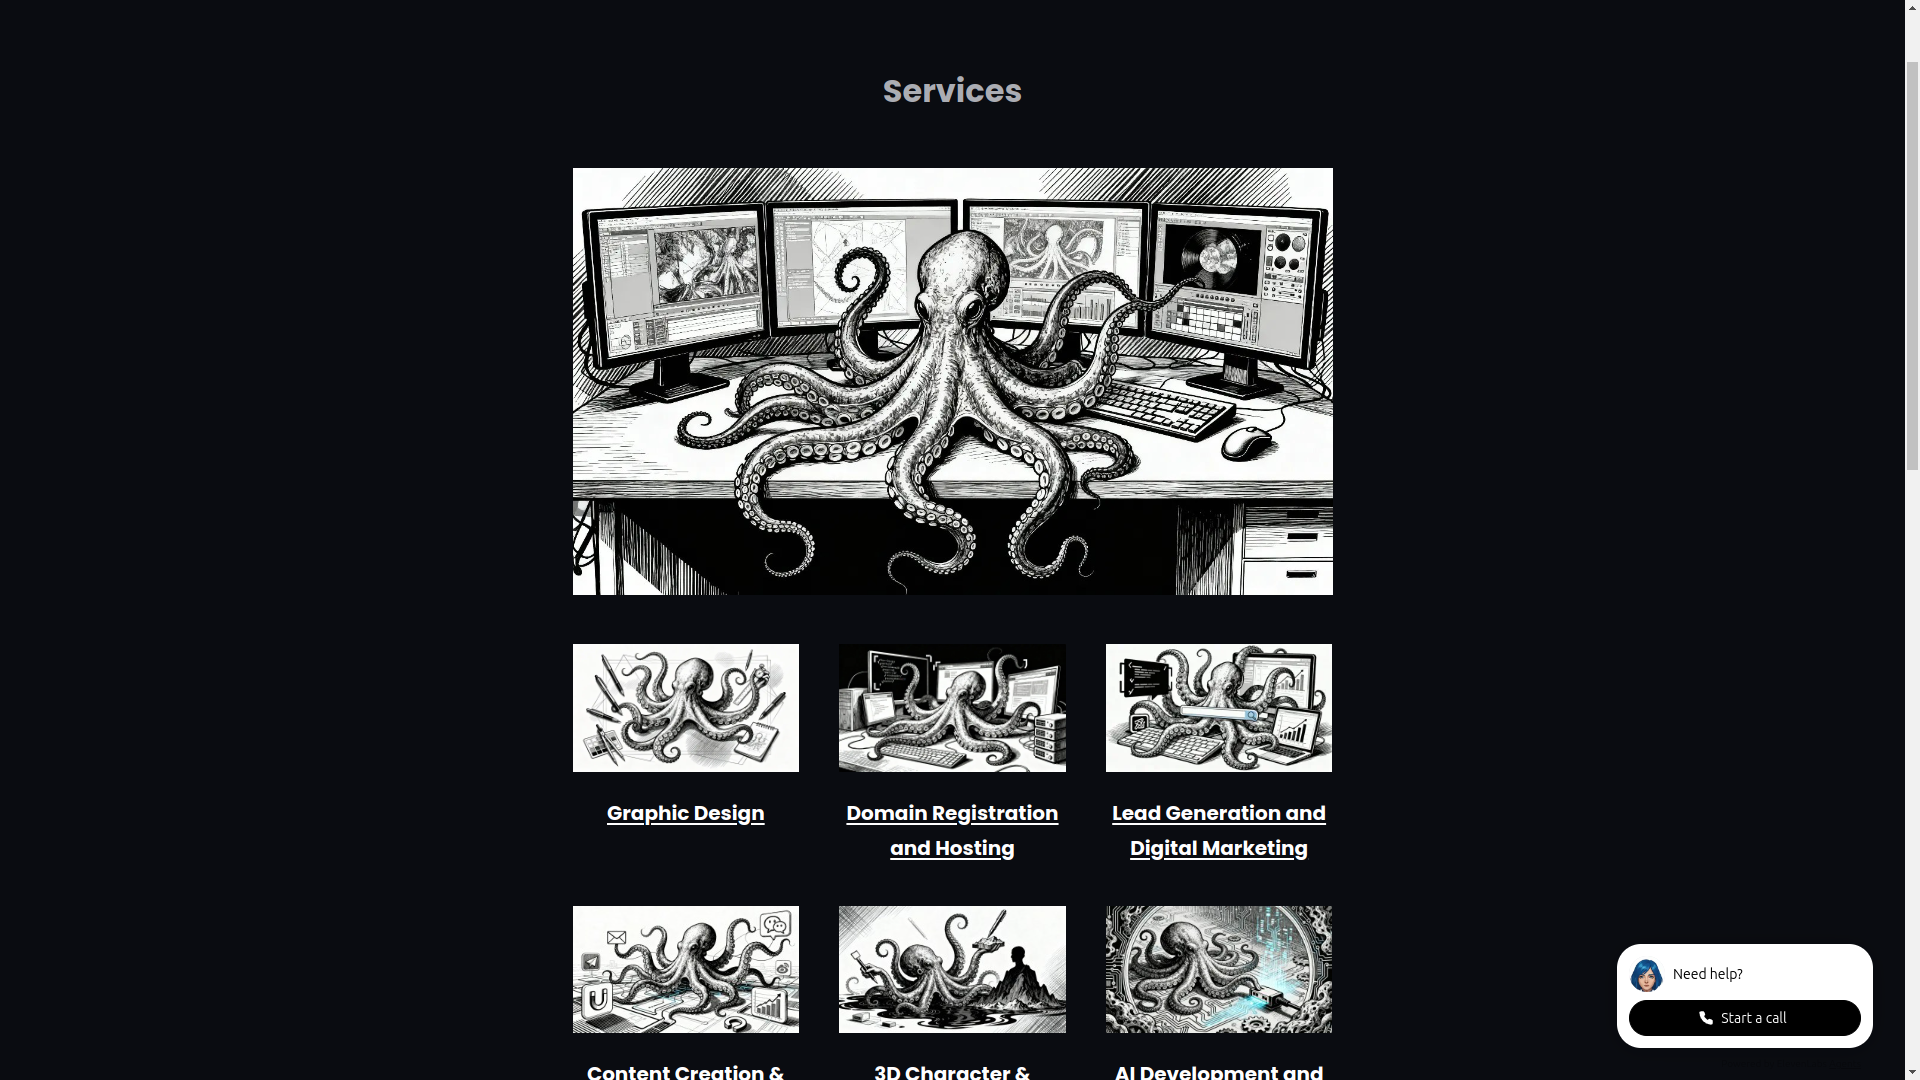 Services
Graphic Design
Domain Registration
and Hosting
Lead Generation and
Digital Marketing
Content Creation &
3D Character &
AI Development and
Need help?
Start a call